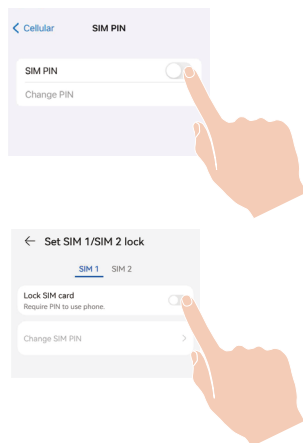 Cellular SIM PIN
SIM PIN
Change PIN
Set SIM 1/SIM 2 lock
SIM 1 SIM 2
Lock SIM card
Require PIN to use phone.
Change SIM PIN